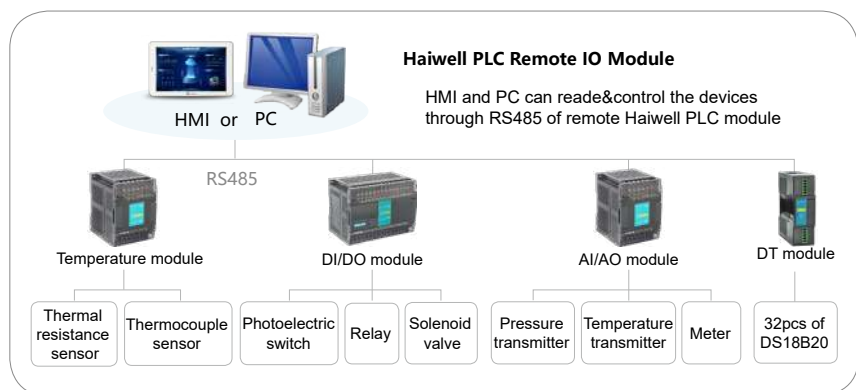 Haiwell PLC Remote IO Module
HMI and PC can reade&control the devices
through RS485 of remote Haiwell PLC module
HMI or PC
RS485
Temperature module
DI/DO module
AI/AO module
DT module
Thermal
resistance
sensor
Thermocouple
sensor
Photoelectric
switch
Relay
Solenoid
valve
Pressure
transmitter
Temperature
transmitter
Meter
32pcs of
DS18B20